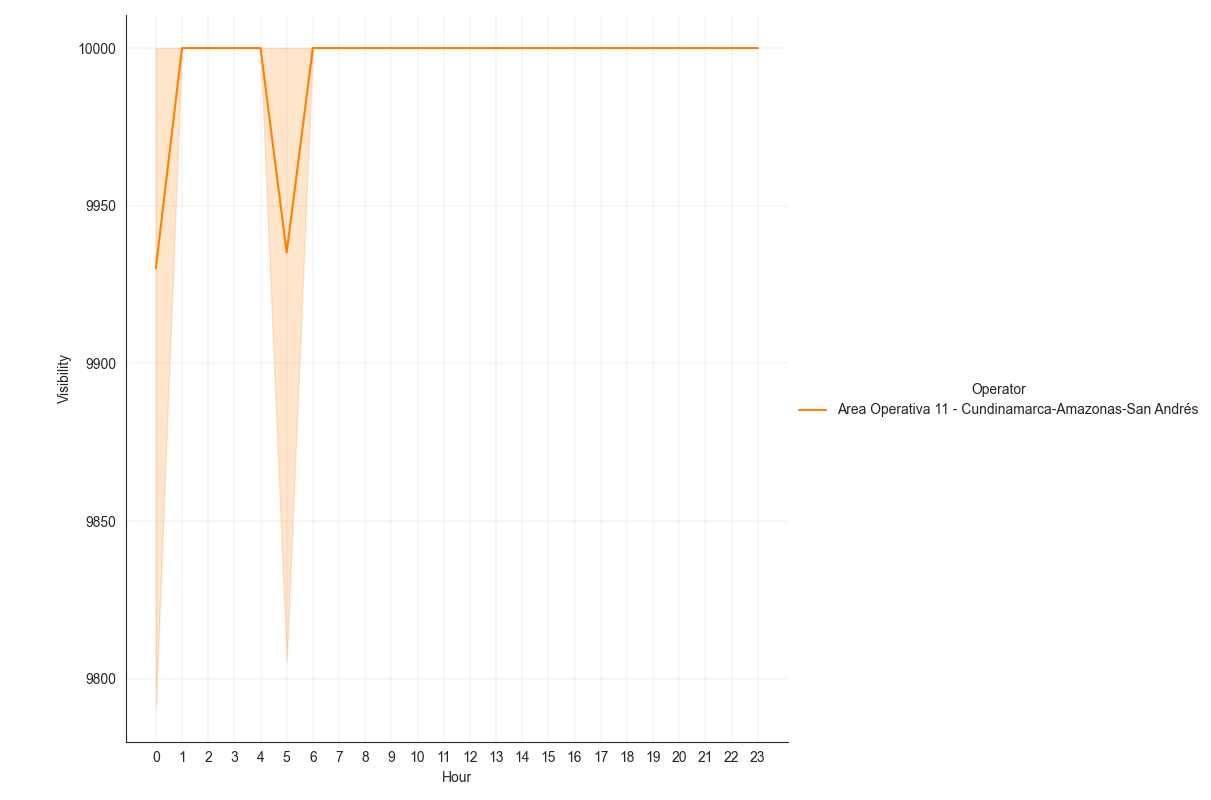 10000
9950
9900
9850
9800
Visibility
0 1 2 3 4 5 6 7 8 9 10 11 12 13 14 15 16 17 18 19 20 21 22 23
Hour
Operator
Area Operativa 11 - Cundinamarca-Amazonas-San Andrés